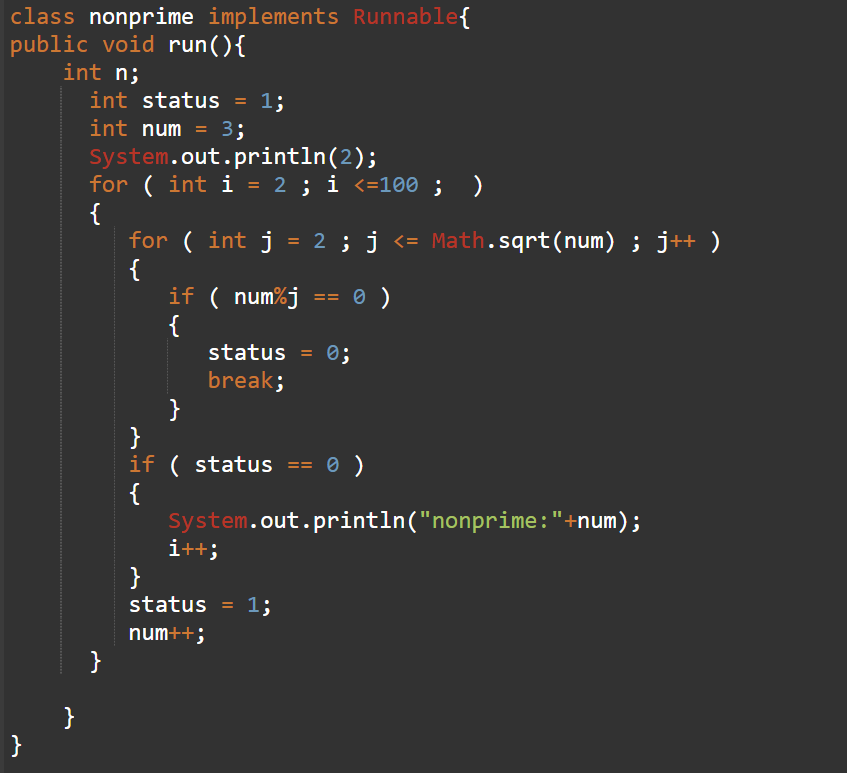 class nonprime implements Runnable{
public void run(){
    int n;
      int status = 1;
      int num = 3;
      System.out.println(2);
      for ( int i = 2 ; i <=100 ;  )
      {
         for ( int j = 2 ; j <= Math.sqrt(num) ; j++ )
         {
            if ( num%j == 0 )
            {
               status = 0;
               break;
            }
         }
         if ( status == 0 )
         {
            System.out.println("nonprime:"+num);
            i++;
         }
         status = 1;
         num++;
      }

    }
}